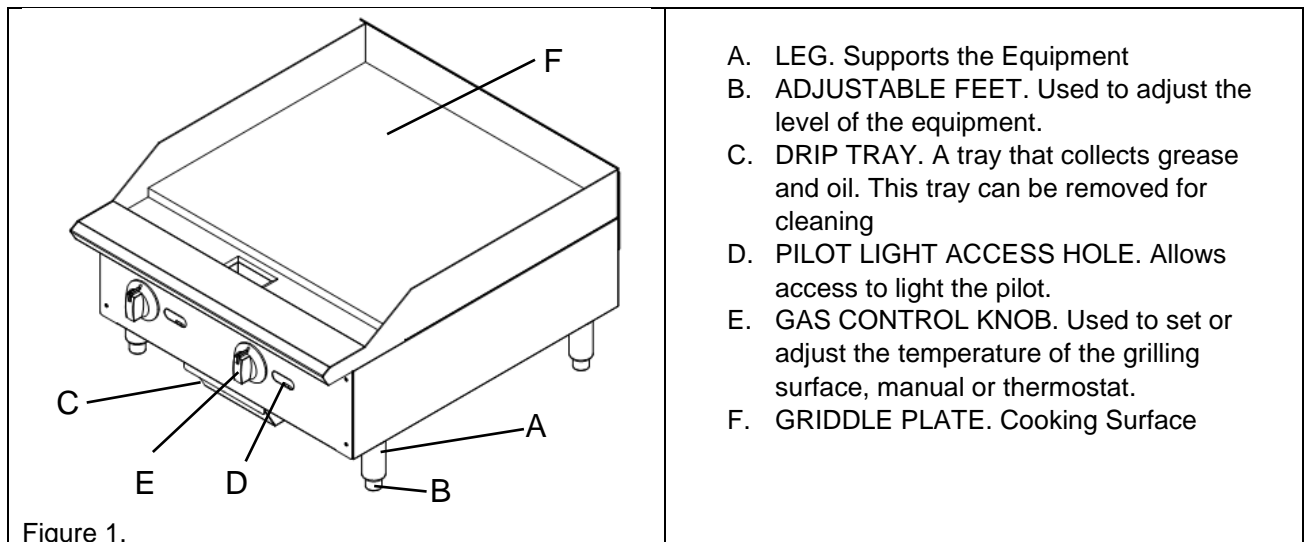 F
C
E
D
A
B
Figure 1.
A. LEG. Supports the Equipment
B. ADJUSTABLE FEET. Used to adjust the
level of the equipment.
C. DRIP TRAY. A tray that collects grease
and oil. This tray can be removed for
cleaning
D. PILOT LIGHT ACCESS HOLE. Allows
access to light the pilot.
E. GAS CONTROL KNOB. Used to set or
adjust the temperature of the grilling
surface, manual or thermostat.
F. GRIDDLE PLATE. Cooking Surface